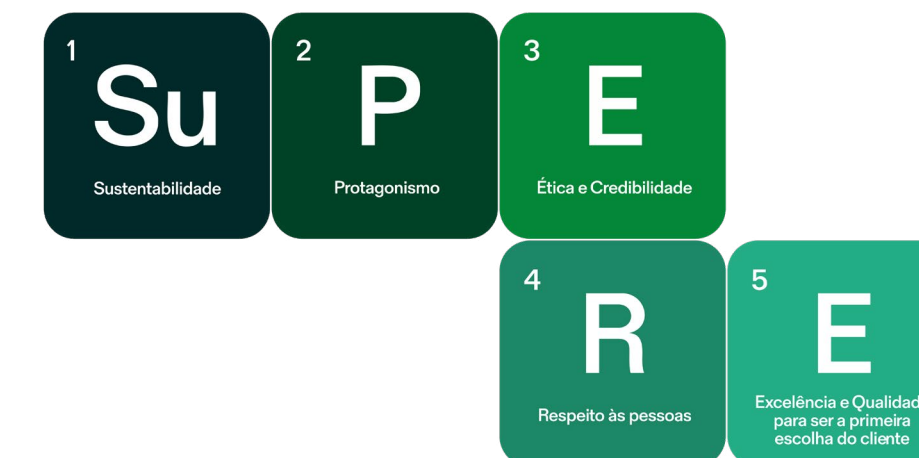 1
Su
Sustentabilidade
2
P
Protagonismo
3
E
Ética e Credibilidade
4
R
Respeito às pessoas
5
E
Excelência e Qualidad
para ser a primeira
escolha do cliente